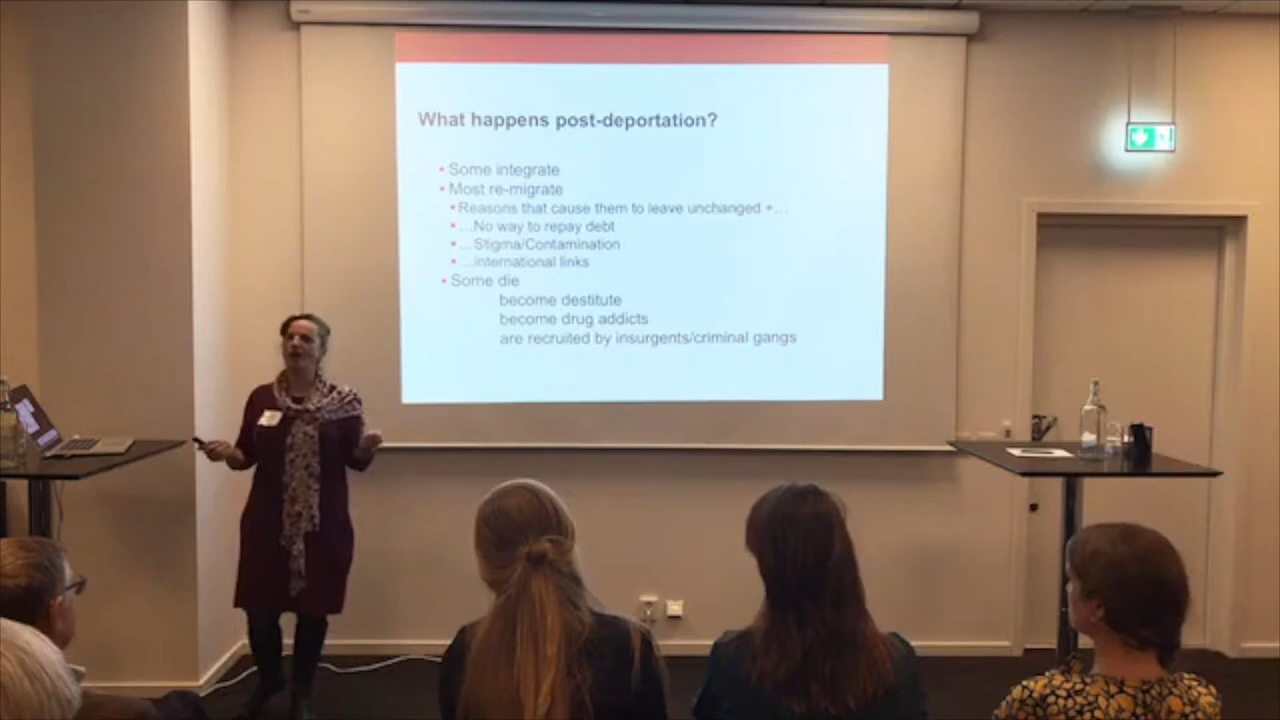 What happens post-deportation?
Some integrate
Most re-migrate
Reasons that cause them to leave unchanged +…
…No way to repay debt
…Stigma/Contamination
…international links
Some die
become destitute
become drug addicts
are recruited by insurgents/criminal gangs